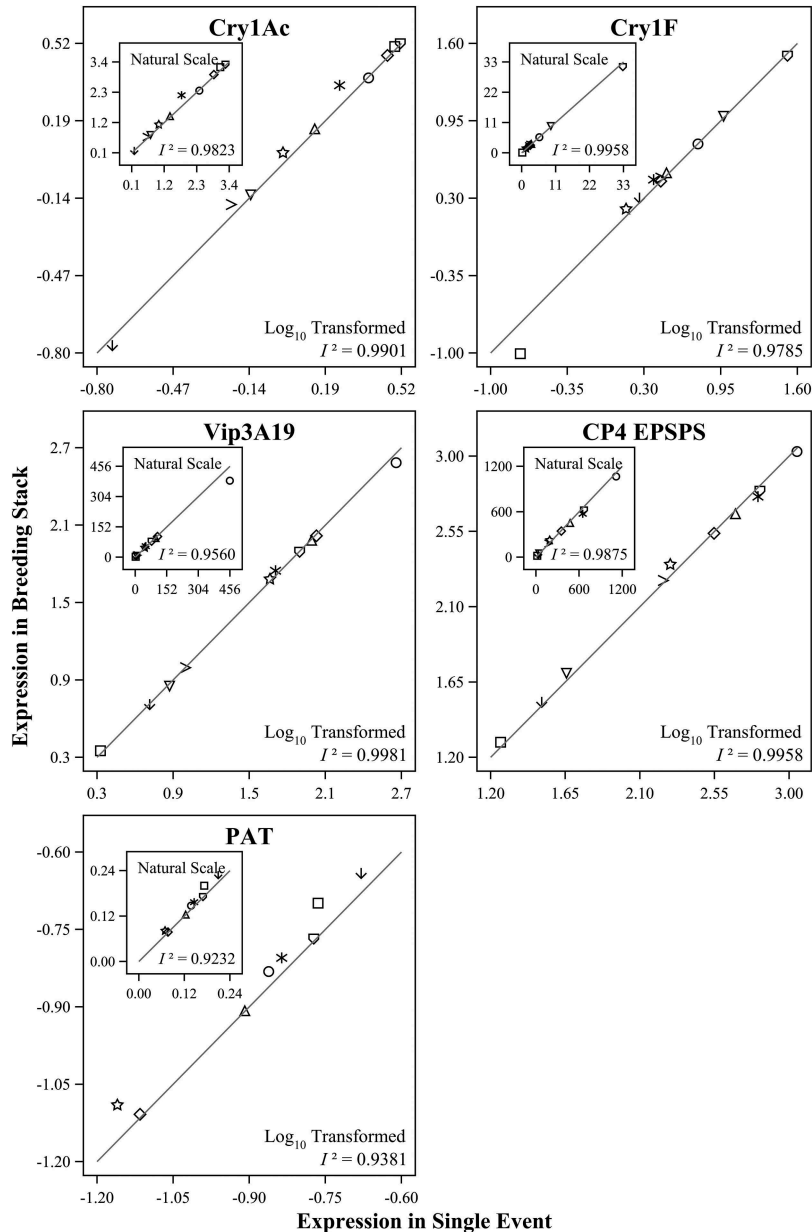 Cry1Ac
0.52
0.19
-0.14
-0.47
-0.80
-0.80 -0.47 -0.14 0.19 0.52
Natural Scale
3.4
2.3
1.2
0.1
0.1 1.2 2.3 3.4
I² = 0.9823
Log₁₀ Transformed
I² = 0.9901
Cry1F
1.60
0.95
0.30
-0.35
-1.00
-1.00 -0.35 0.30 0.95 1.60
Natural Scale
33
22
11
0
0 11 22 33
I² = 0.9958
Log₁₀ Transformed
I² = 0.9785
Expression in Breeding Stack
Vip3A19
2.7
2.1
1.5
0.9
0.3
0.3 0.9 1.5 2.1 2.7
Natural Scale
456
304
152
0
0 152 304 456
I² = 0.9560
Log₁₀ Transformed
I² = 0.9981
CP4 EPSPS
3.00
2.55
2.10
1.65
1.20
1.20 1.65 2.10 2.55 3.00
Natural Scale
1200
600
0
0 600 1200
I² = 0.9875
Log₁₀ Transformed
I² = 0.9958
PAT
-0.60
-0.75
-0.90
-1.05
-1.20
-1.20 -1.05 -0.90 -0.75 -0.60
Natural Scale
0.24
0.12
0.00
0.00 0.12 0.24
I² = 0.9232
Log₁₀ Transformed
I² = 0.9381
Expression in Single Event